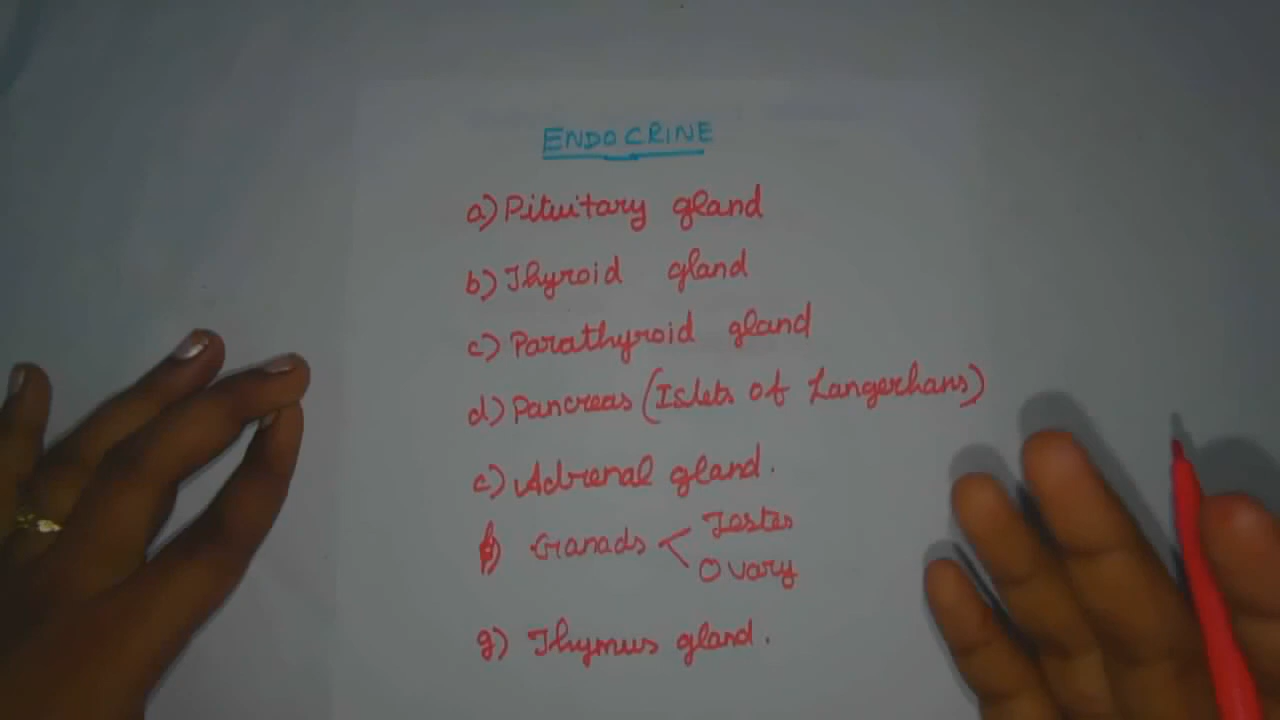 ENDOCRINE
a) Pituitary gland
b) Thyroid gland
c) Parathyroid gland
d) Pancreas (Islets of Langerhans)
e) Adrenal gland.
f) Gonads < Testes
Ovary
g) Thymus gland.